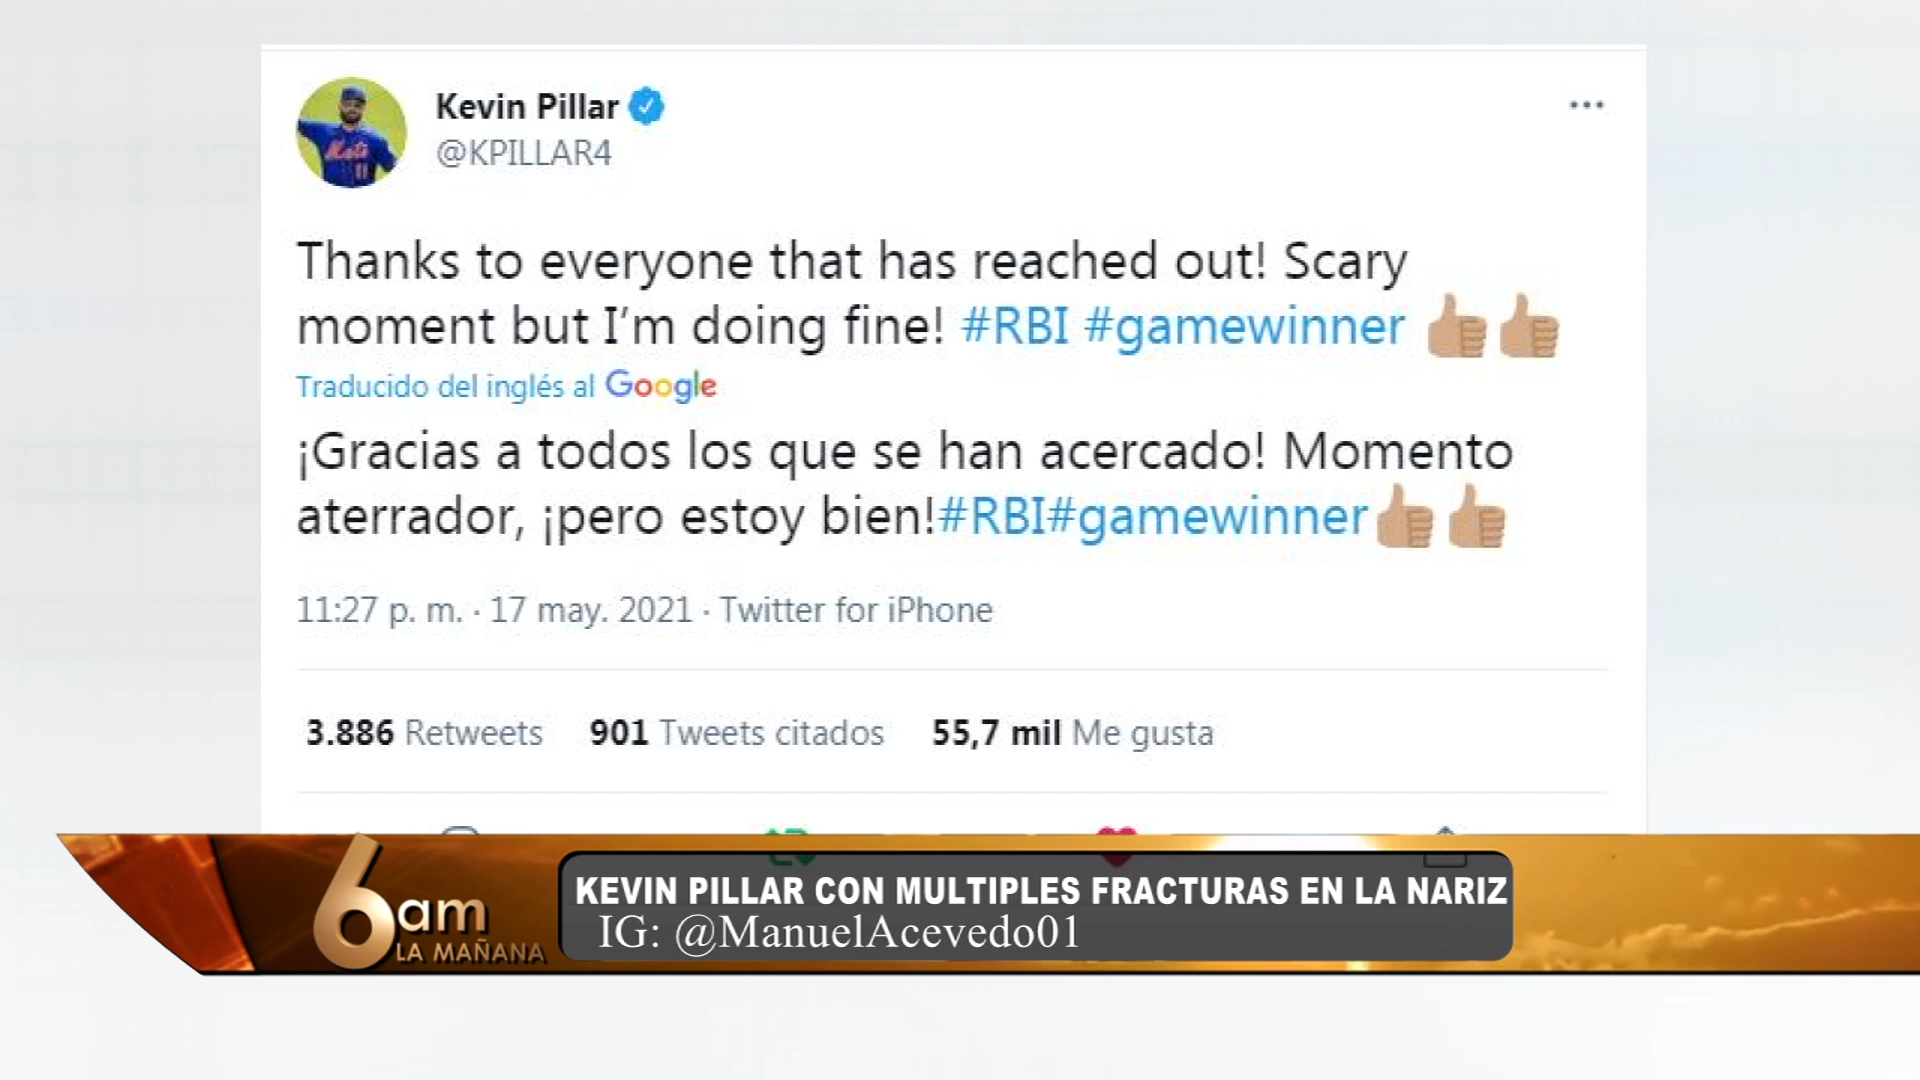 Kevin Pillar
@KPILLAR4
Mets
11
Thanks to everyone that has reached out! Scary
moment but I'm doing fine! #RBI #gamewinner 👍🏼👍🏼
Traducido del inglés al Google
¡Gracias a todos los que se han acercado! Momento
aterrador, ¡pero estoy bien!#RBI#gamewinner👍🏼👍🏼
11:27 p. m. · 17 may. 2021 · Twitter for iPhone
3.886 Retweets 901 Tweets citados 55,7 mil Me gusta
6am
LA MAÑANA
KEVIN PILLAR CON MULTIPLES FRACTURAS EN LA NARIZ
IG: @ManuelAcevedo01